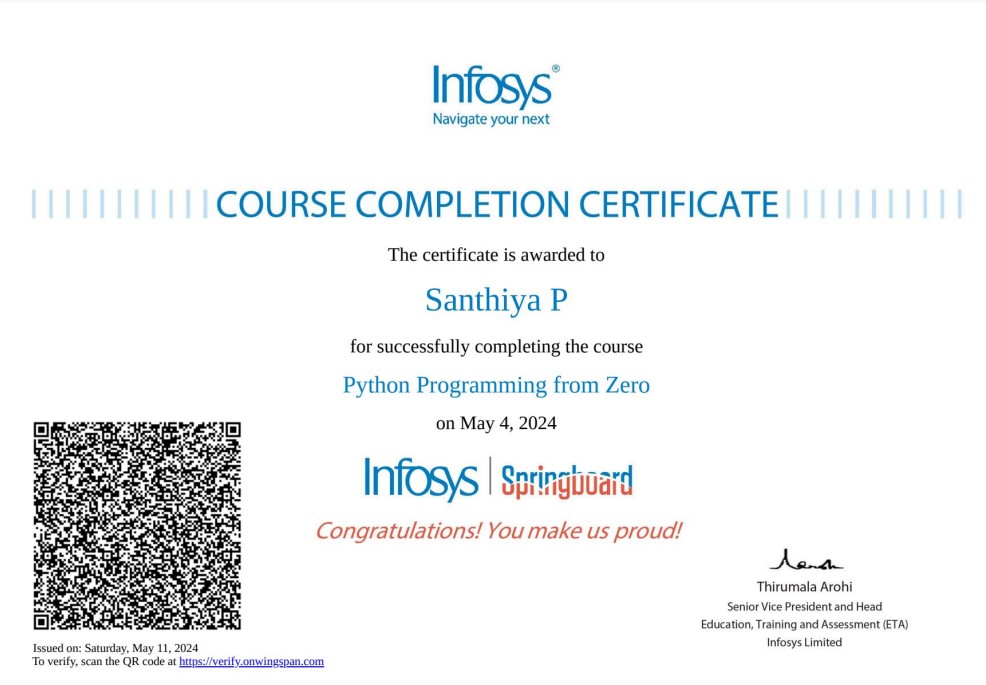 Infosys®
Navigate your next
COURSE COMPLETION CERTIFICATE
The certificate is awarded to
Santhiya P
for successfully completing the course
Python Programming from Zero
on May 4, 2024
Infosys | Springboard
Congratulations! You make us proud!
Thirumala Arohi
Senior Vice President and Head
Education, Training and Assessment (ETA)
Infosys Limited
Issued on: Saturday, May 11, 2024
To verify, scan the QR code at https://verify.onwingspan.com